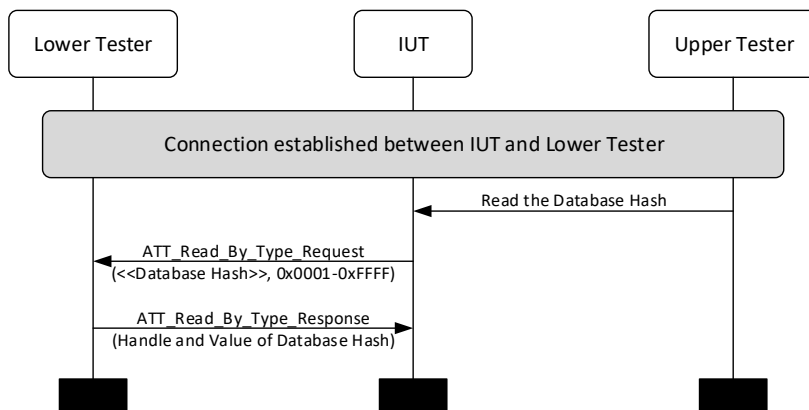 Lower Tester
IUT
Upper Tester
Connection established between IUT and Lower Tester
Read the Database Hash
ATT_Read_By_Type_Request
(<<Database Hash>>, 0x0001-0xFFFF)
ATT_Read_By_Type_Response
(Handle and Value of Database Hash)